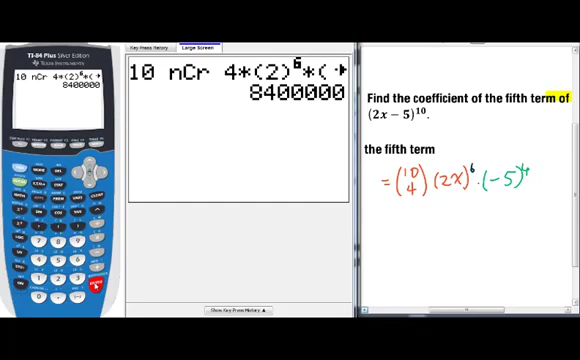 TI-84 Plus Silver Edition
TEXAS INSTRUMENTS
10 nCr 4*(2)^6*(→
8400000
Key Press History
Large Screen
10 nCr 4*(2)^6*(→
8400000
Show Key Press History ▲
Find the coefficient of the fifth term of
(2x − 5)^10.
the fifth term
= (10 4) (2x)^6 · (−5)^4